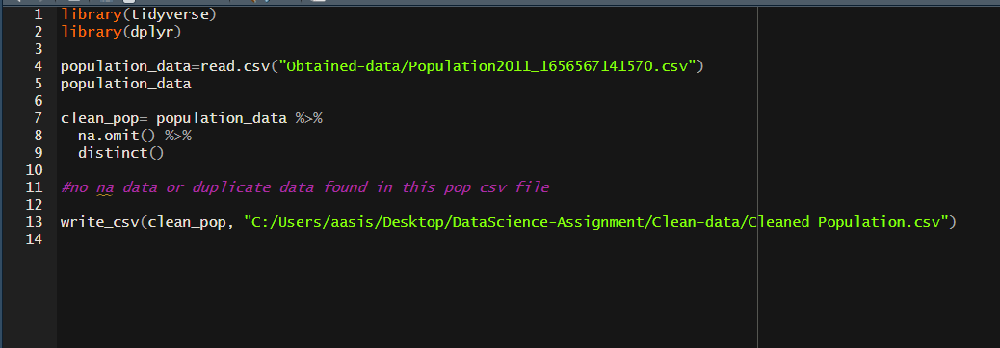 1 library(tidyverse)
2 library(dplyr)
3
4 population_data=read.csv("Obtained-data/Population2011_1656567141570.csv")
5 population_data
6
7 clean_pop= population_data %>%
8   na.omit() %>%
9   distinct()
10
11 #no na data or duplicate data found in this pop csv file
12
13 write_csv(clean_pop, "C:/Users/aasis/Desktop/DataScience-Assignment/Clean-data/Cleaned Population.csv")
14